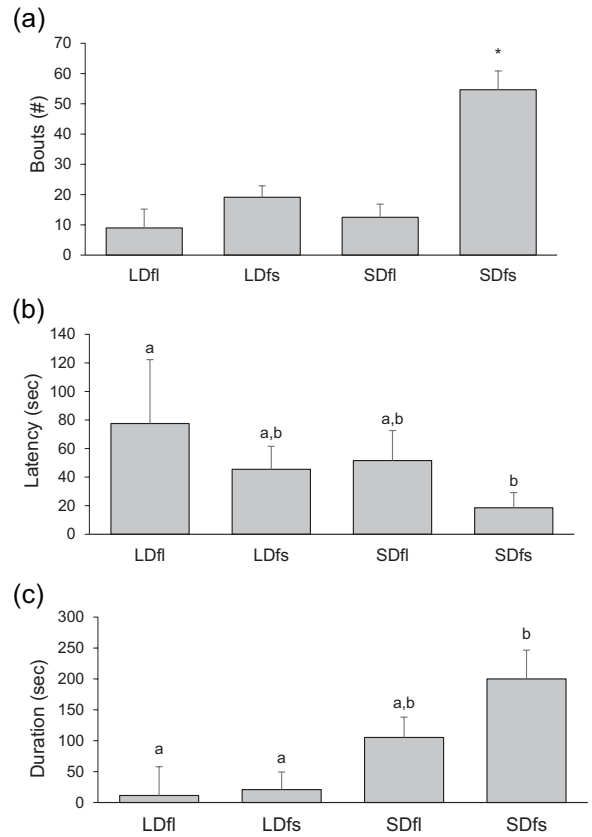 (a)
Bouts (#)
70
60
50
40
30
20
10
0
*
LDfl LDfs SDfl SDfs
(b)
Latency (sec)
140
120
100
80
60
40
20
0
a a,b a,b b
LDfl LDfs SDfl SDfs
(c)
Duration (sec)
300
250
200
150
100
50
0
a a a,b b
LDfl LDfs SDfl SDfs